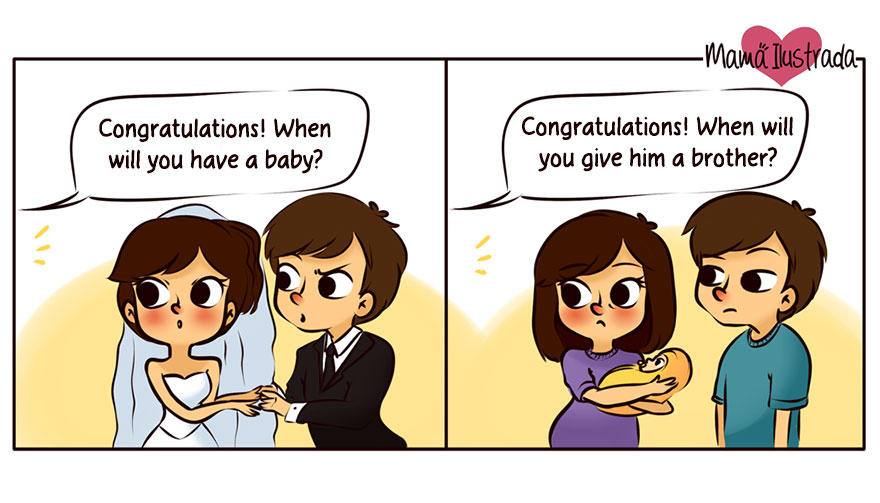 Mamá Ilustrada
Congratulations! When
will you have a baby?
Congratulations! When will
you give him a brother?